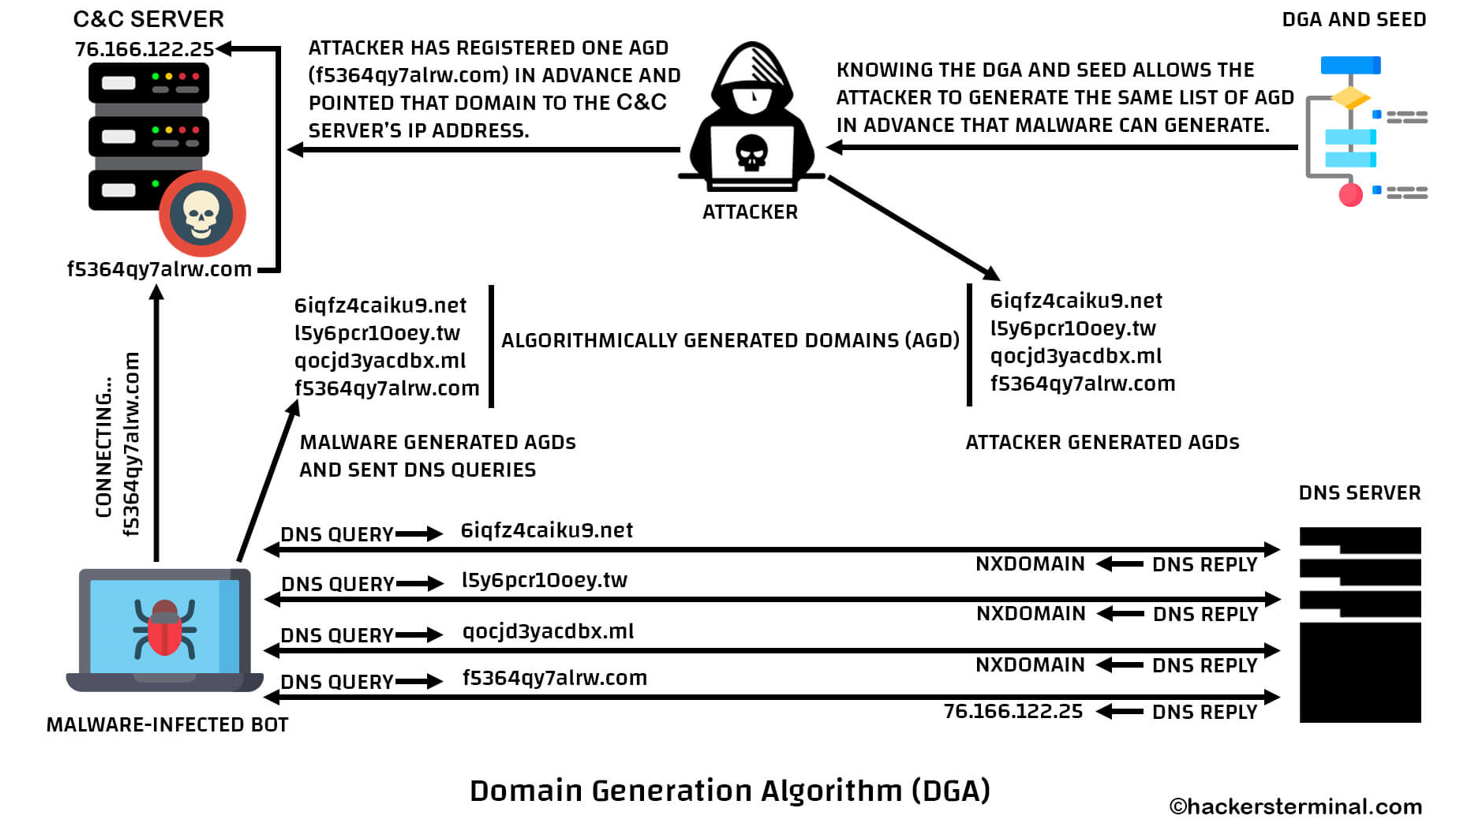 C&C SERVER
76.166.122.25
f5364qy7alrw.com
ATTACKER HAS REGISTERED ONE AGD
(f5364qy7alrw.com) IN ADVANCE AND
POINTED THAT DOMAIN TO THE C&C
SERVER'S IP ADDRESS.
ATTACKER
KNOWING THE DGA AND SEED ALLOWS THE
ATTACKER TO GENERATE THE SAME LIST OF AGD
IN ADVANCE THAT MALWARE CAN GENERATE.
DGA AND SEED
6iqfz4caiku9.net
l5y6pcr10oey.tw
qocjd3yacdbx.ml
f5364qy7alrw.com
ALGORITHMICALLY GENERATED DOMAINS (AGD)
6iqfz4caiku9.net
l5y6pcr10oey.tw
qocjd3yacdbx.ml
f5364qy7alrw.com
CONNECTING...
f5364qy7alrw.com
MALWARE GENERATED AGDs
AND SENT DNS QUERIES
ATTACKER GENERATED AGDs
DNS SERVER
DNS QUERY 6iqfz4caiku9.net
NXDOMAIN DNS REPLY
DNS QUERY l5y6pcr10oey.tw
NXDOMAIN DNS REPLY
DNS QUERY qocjd3yacdbx.ml
NXDOMAIN DNS REPLY
DNS QUERY f5364qy7alrw.com
76.166.122.25 DNS REPLY
MALWARE-INFECTED BOT
Domain Generation Algorithm (DGA)
©hackersterminal.com